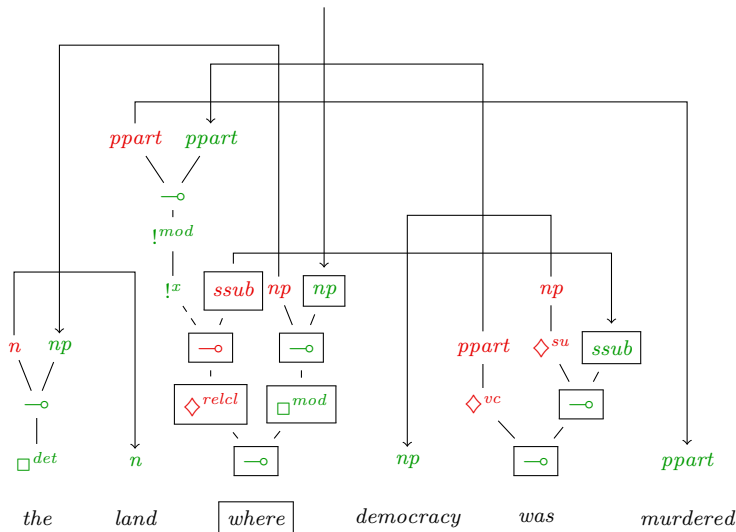 ppart ppart
⊸
!mod
!x ssub np np np
n np ⊸ ⊸ ppart ◇su ssub
⊸ ◇relcl □mod ◇vc ⊸
□det n ⊸ np ⊸ ppart
the land where democracy was murdered